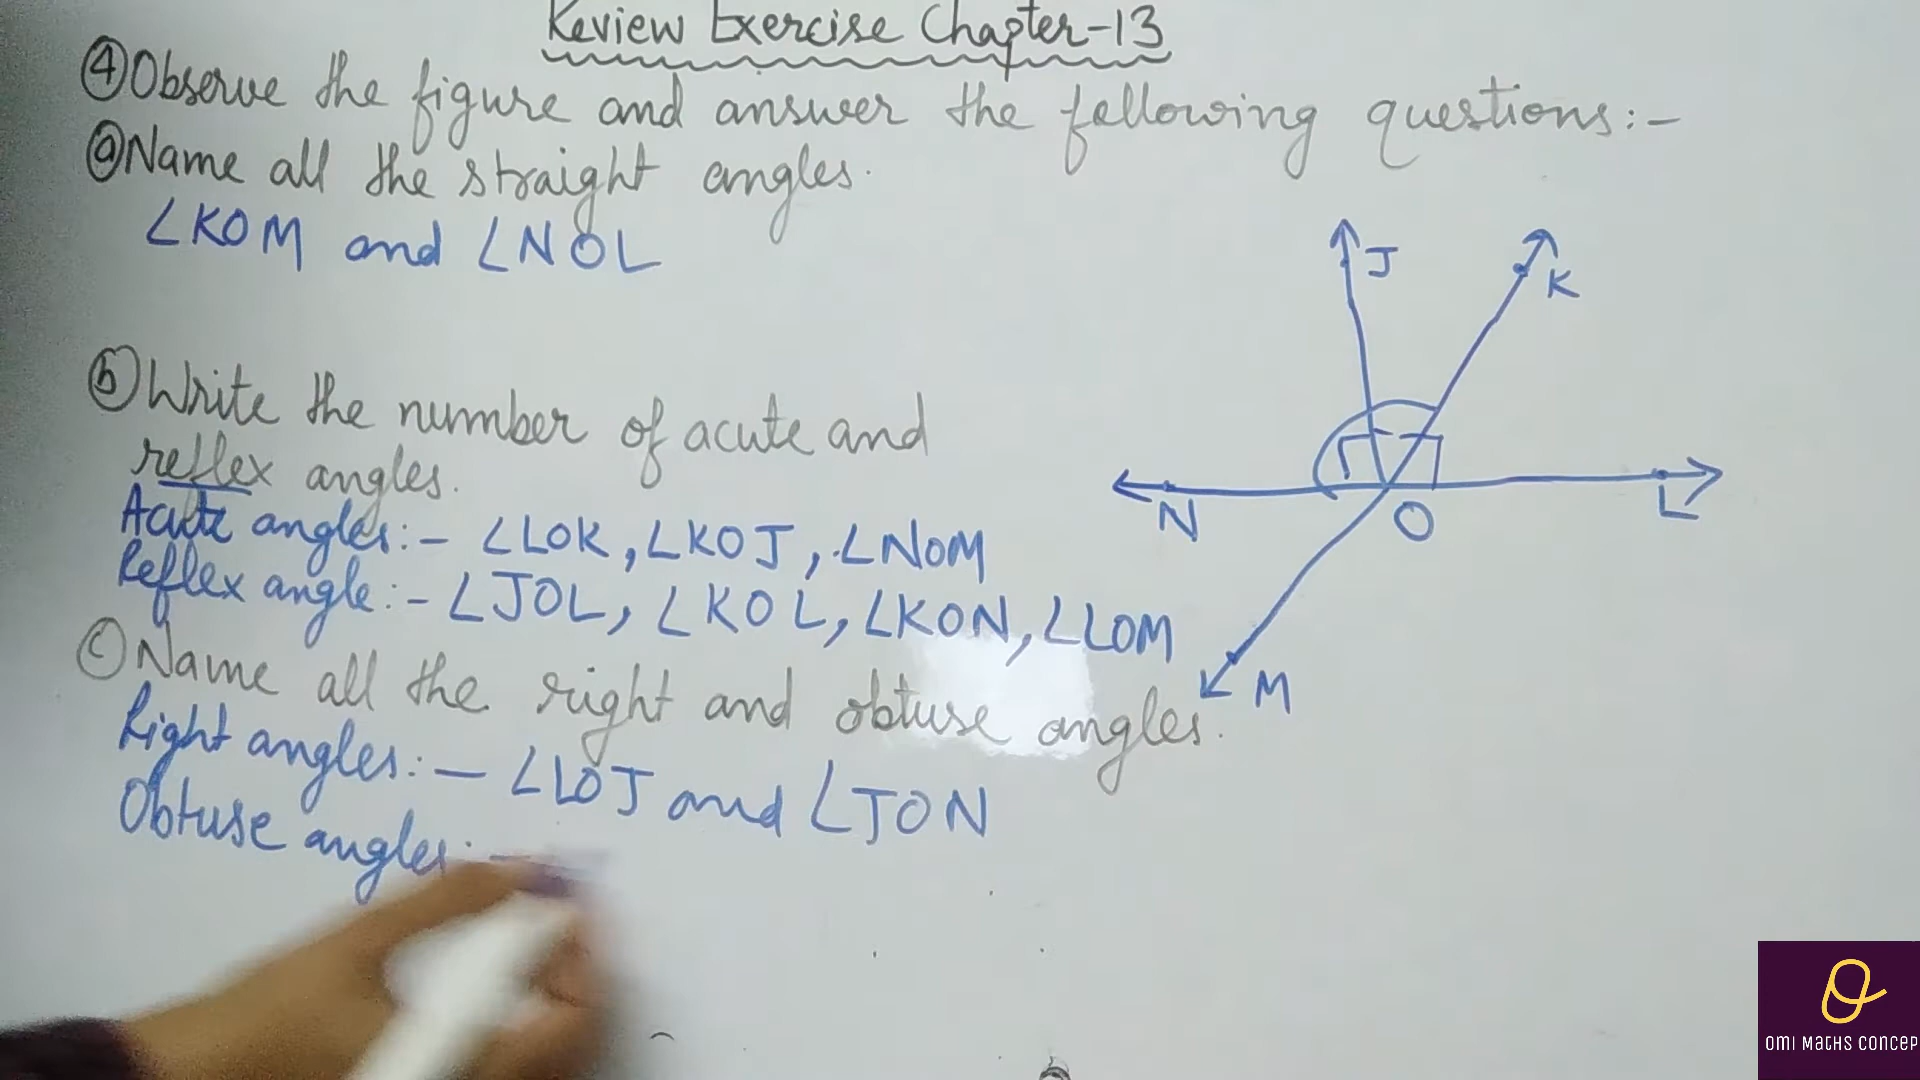 Review Exercise Chapter-13
④ Observe the figure and answer the following questions:-
ⓐ Name all the straight angles.
∠KOM and ∠NOL
ⓑ Write the number of acute and
reflex angles.
Acute angles:- ∠LOK, ∠KOJ, ∠NOM
Reflex angle:- ∠JOL, ∠KOL, ∠KON, ∠LOM
ⓒ Name all the right and obtuse angles.
Right angles:- ∠LOJ and ∠JON
Obtuse angles:-
J
K
N
O
L
M
OMI MATHS CONCEP